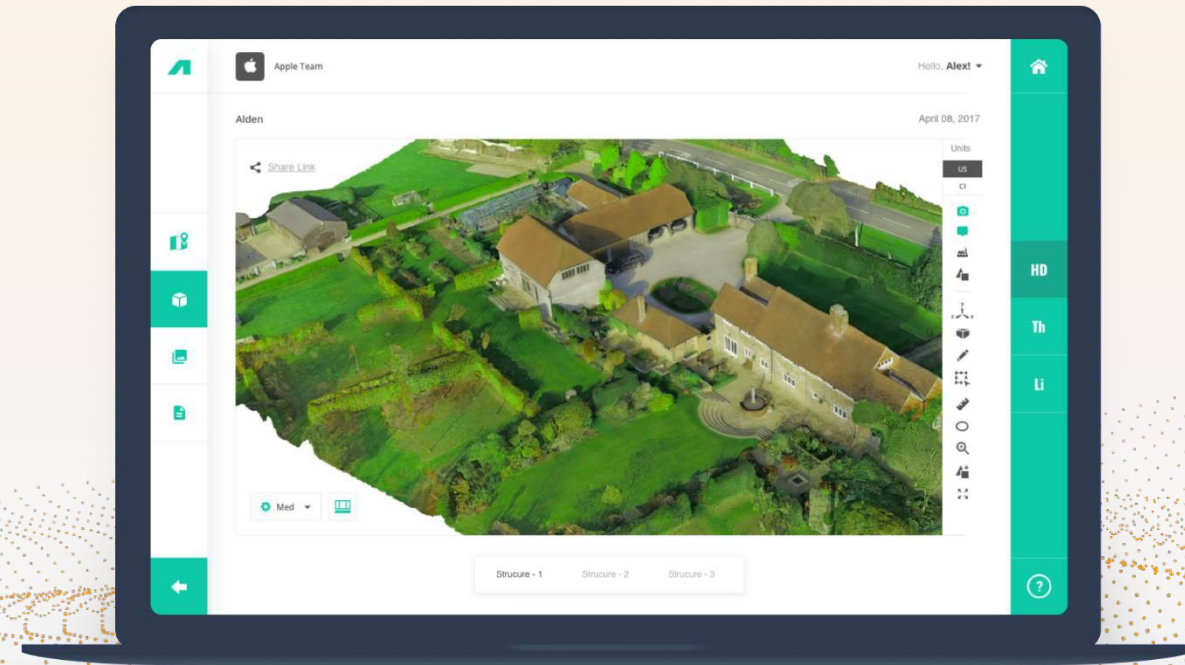 Apple Team
Hello, Alex!
Alden
April 08, 2017
Share Link
Units
US
CI
HD
Th
Li
Med
Strucure - 1
Strucure - 2
Strucure - 3
?